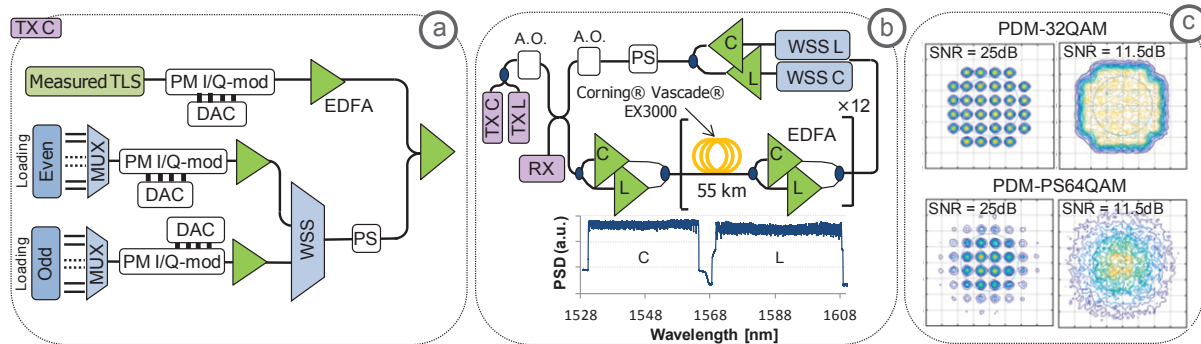 TX C
a
Measured TLS
PM I/Q-mod
DAC
EDFA
Loading
Even
MUX
PM I/Q-mod
DAC
Loading
Odd
MUX
DAC
PM I/Q-mod
WSS
PS
b
A.O.
A.O.
PS
C
L
WSS L
WSS C
TX C
TX L
RX
Corning® Vascade®
EX3000
×12
C
L
55 km
EDFA
C
L
PSD (a.u.)
C
L
1528
1548
1568
1588
1608
Wavelength [nm]
c
PDM-32QAM
SNR = 25dB
SNR = 11.5dB
PDM-PS64QAM
SNR = 25dB
SNR = 11.5dB